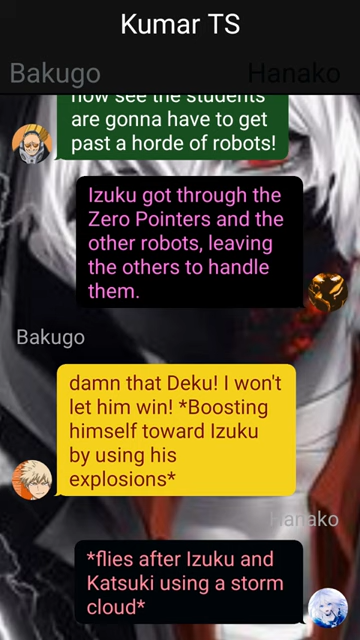 Kumar TS
Bakugo
Hanako
now see the students
are gonna have to get
past a horde of robots!
Izuku got through the
Zero Pointers and the
other robots, leaving
the others to handle
them.
Bakugo
damn that Deku! I won't
let him win! *Boosting
himself toward Izuku
by using his
explosions*
Hanako
*flies after Izuku and
Katsuki using a storm
cloud*